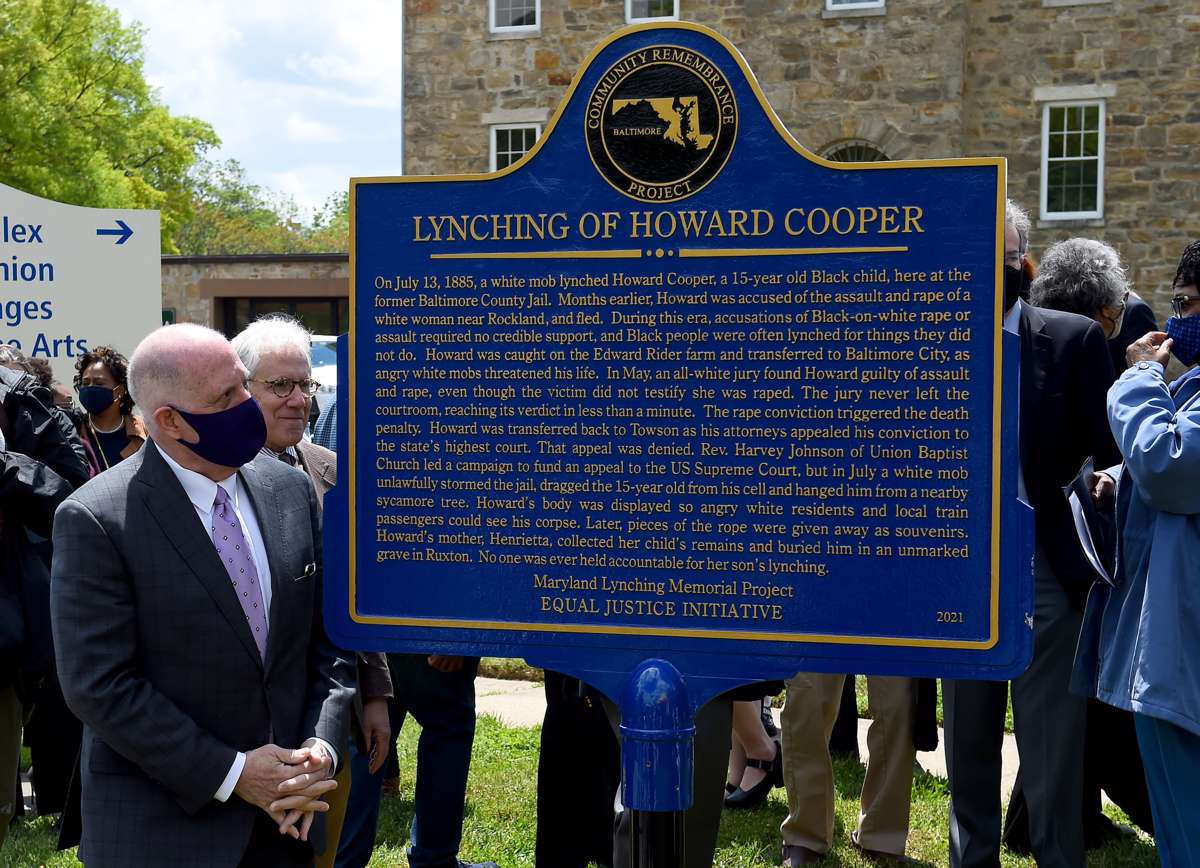 COMMUNITY REMEMBRANCE
BALTIMORE
PROJECT
LYNCHING OF HOWARD COOPER
On July 13, 1885, a white mob lynched Howard Cooper, a 15-year old Black child, here at the
former Baltimore County Jail. Months earlier, Howard was accused of the assault and rape of a
white woman near Rockland, and fled. During this era, accusations of Black-on-white rape or
assault required no credible support, and Black people were often lynched for things they did
not do. Howard was caught on the Edward Rider farm and transferred to Baltimore City, as
angry white mobs threatened his life. In May, an all-white jury found Howard guilty of assault
and rape, even though the victim did not testify she was raped. The jury never left the
courtroom, reaching its verdict in less than a minute. The rape conviction triggered the death
penalty. Howard was transferred back to Towson as his attorneys appealed his conviction to
the state's highest court. That appeal was denied. Rev. Harvey Johnson of Union Baptist
Church led a campaign to fund an appeal to the US Supreme Court, but in July a white mob
unlawfully stormed the jail, dragged the 15-year old from his cell and hanged him from a nearby
sycamore tree. Howard's body was displayed so angry white residents and local train
passengers could see his corpse. Later, pieces of the rope were given away as souvenirs.
Howard's mother, Henrietta, collected her child's remains and buried him in an unmarked
grave in Ruxton. No one was ever held accountable for her son's lynching.
Maryland Lynching Memorial Project
EQUAL JUSTICE INITIATIVE
2021
lex
nion
ages
Arts